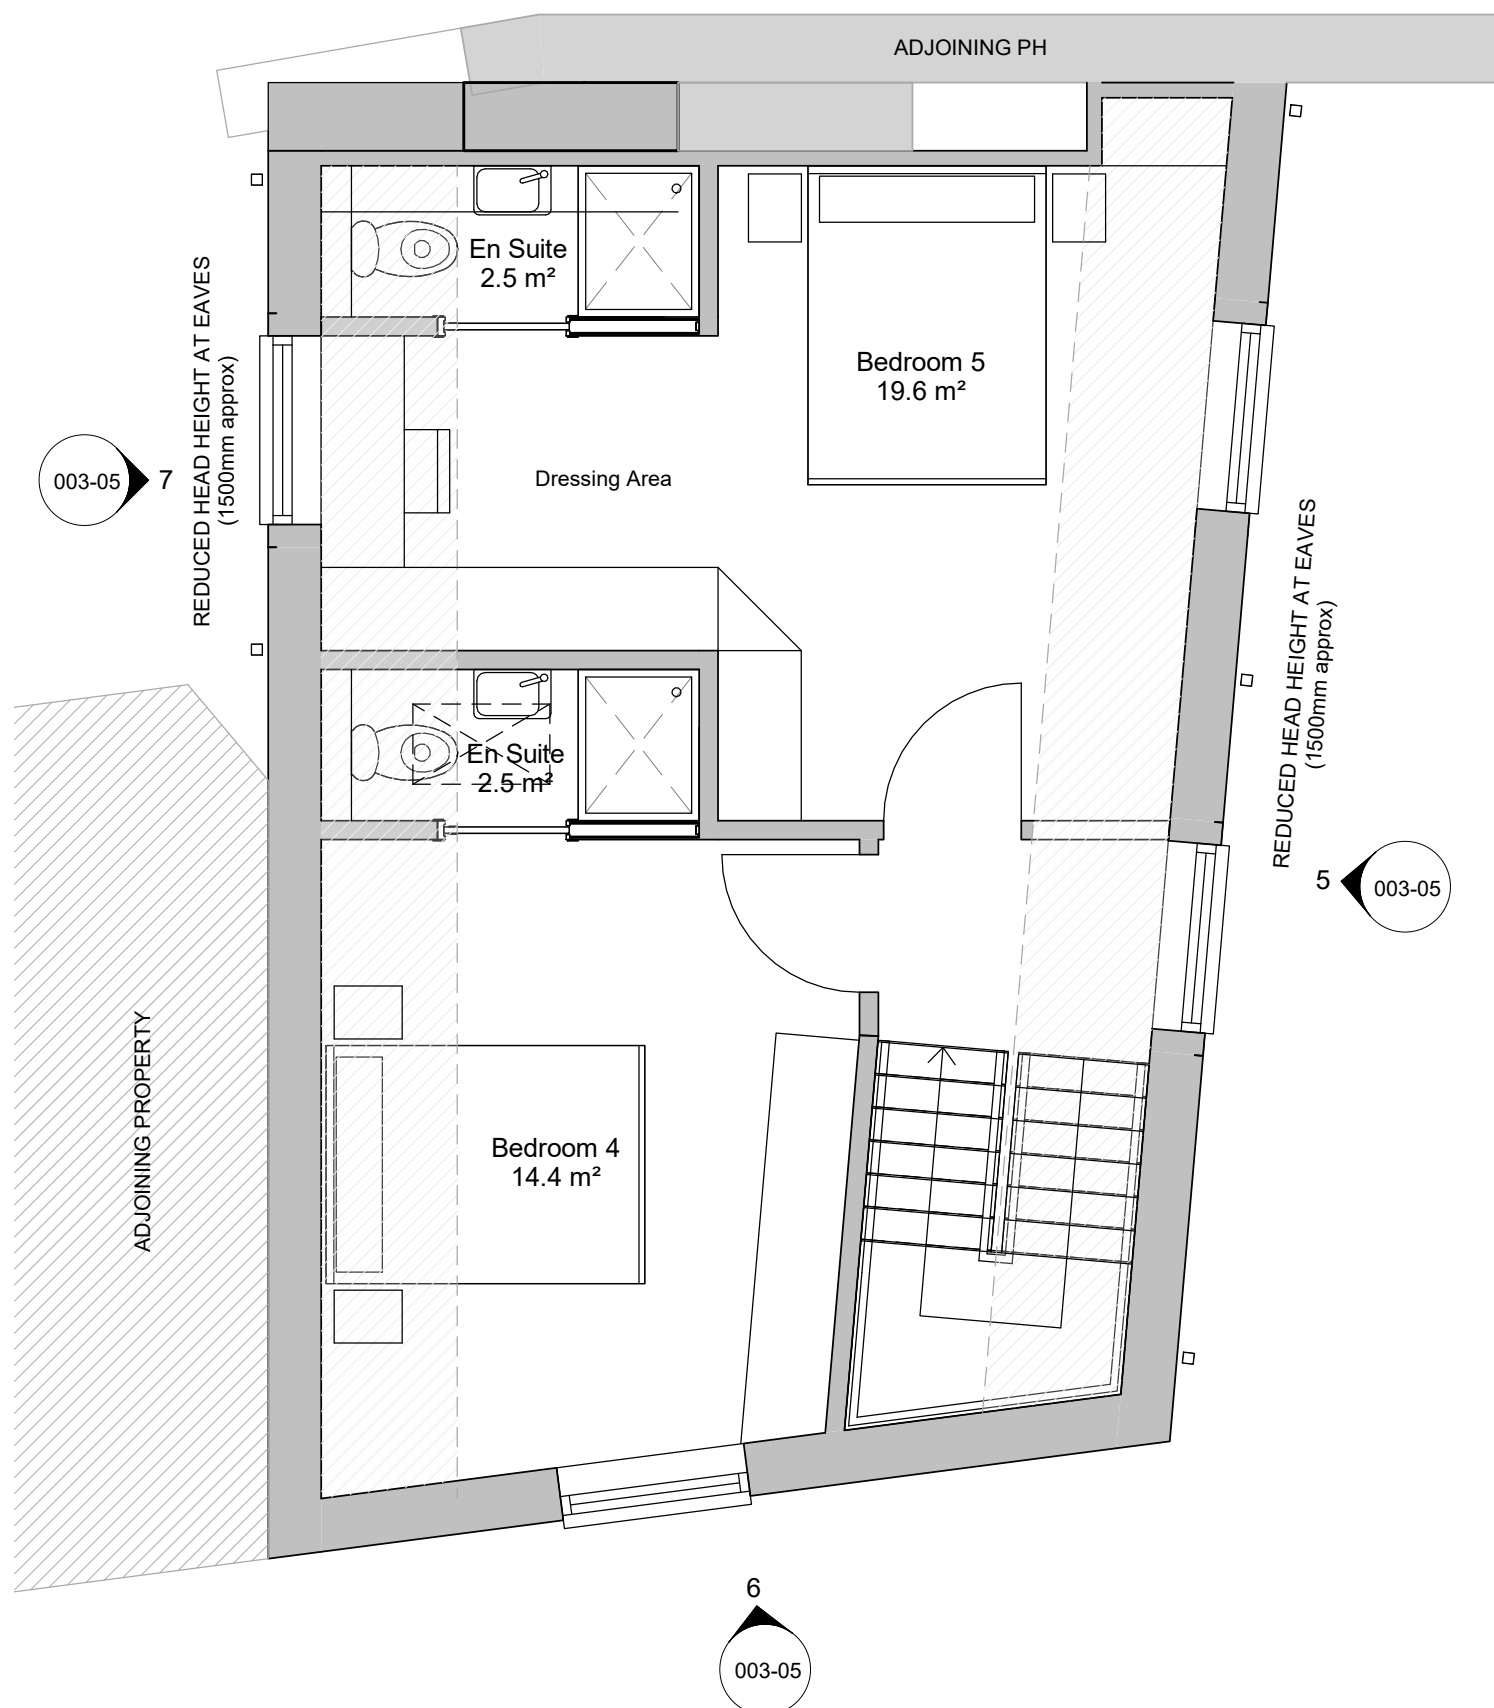 ADJOINING PH
En Suite
2.5 m²
Bedroom 5
19.6 m²
REDUCED HEAD HEIGHT AT EAVES
(1500mm approx)
003-05
7
Dressing Area
REDUCED HEAD HEIGHT AT EAVES
(1500mm approx)
En Suite
2.5 m²
5
003-05
ADJOINING PROPERTY
Bedroom 4
14.4 m²
6
003-05